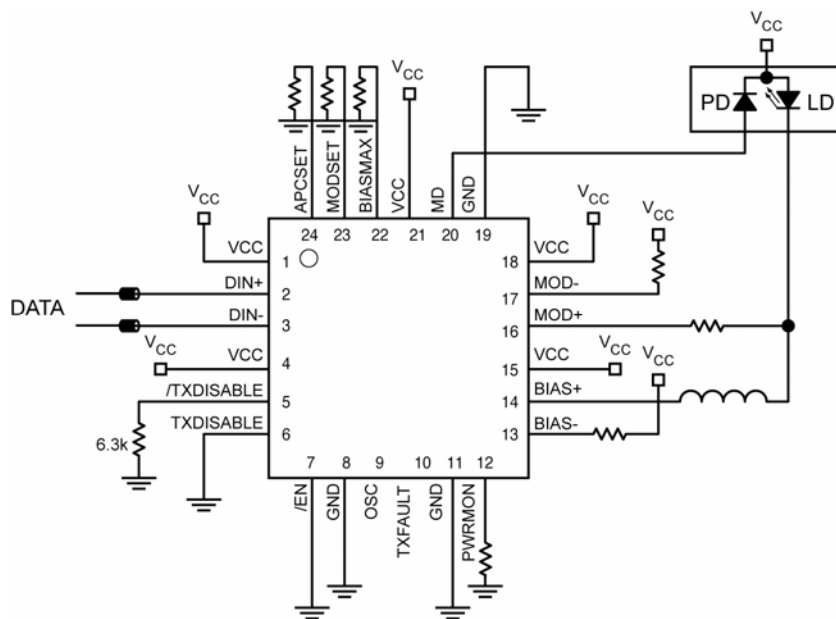 VCC
VCC
PD
LD
APCSET
MODSET
BIASMAX
VCC
MD
GND
24
23
22
21
20
19
VCC
VCC
1
DIN+
2
DATA
DIN-
3
VCC
VCC
4
/TXDISABLE
5
6.3k
TXDISABLE
6
VCC
VCC
18
VCC
MOD-
17
MOD+
16
VCC
15
VCC
VCC
BIAS+
14
BIAS-
13
7
8
9
10
11
12
/EN
GND
OSC
TXFAULT
GND
PWRMON